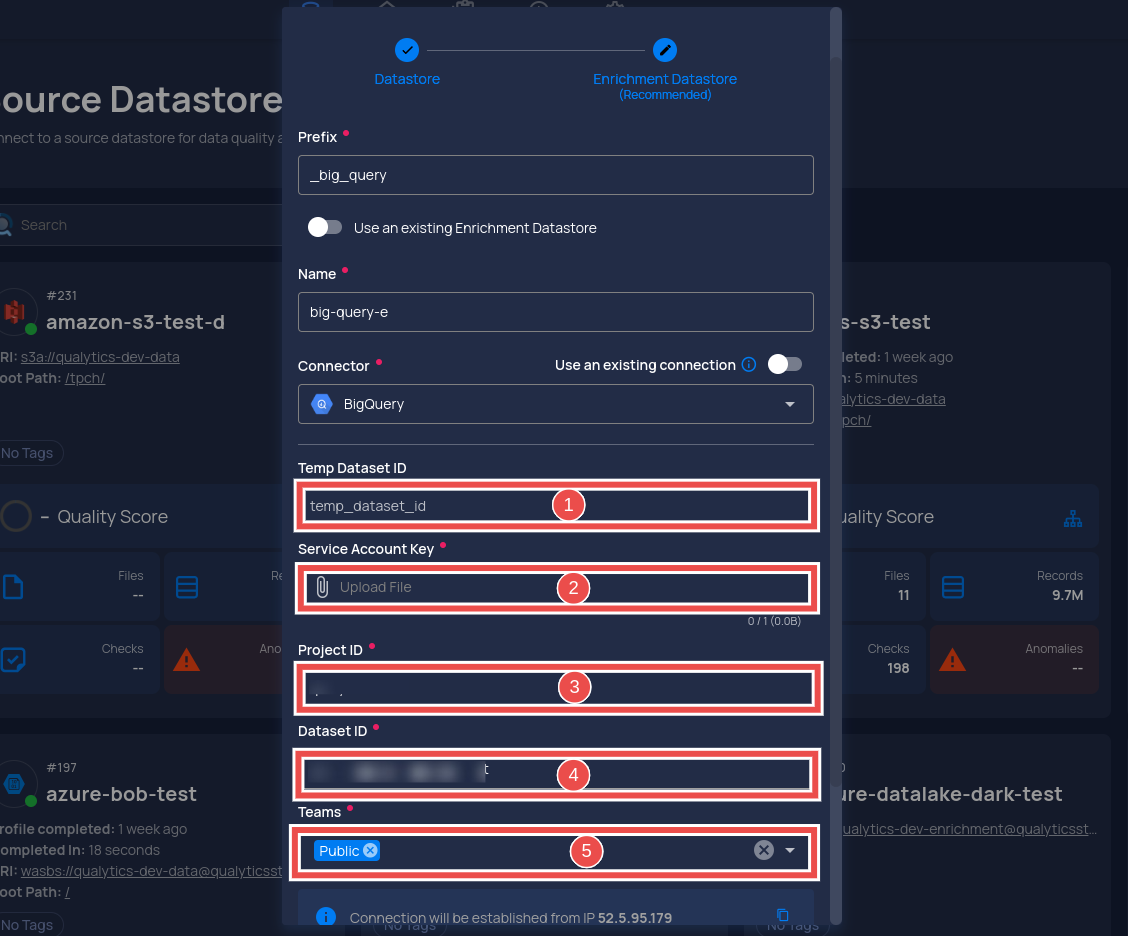 Datastore
Enrichment Datastore
(Recommended)
ource Datastore
nnect to a source datastore for data quality a
Prefix
_big_query
Search
Use an existing Enrichment Datastore
Name
big-query-e
#231
amazon-s3-test-d
s-s3-test
RI: s3a://qualytics-dev-data
oot Path: /tpch/
leted: 1 week ago
n: 5 minutes
alytics-dev-data
pch/
Connector
Use an existing connection
BigQuery
No Tags
Temp Dataset ID
temp_dataset_id
1
– Quality Score
uality Score
Service Account Key
Upload File
2
0 / 1 (0.0B)
Files
--
Re
Files
11
Records
9.7M
Project ID
3
Checks
--
Ano
Checks
198
Anomalies
--
Dataset ID
t
4
#197
azure-bob-test
0
ure-datalake-dark-test
Teams
Public
5
rofile completed: 1 week ago
ompleted In: 18 seconds
RI: wasbs://qualytics-dev-data@qualyticsst
oot Path: /
ualytics-dev-enrichment@qualyticsst...
Connection will be established from IP 52.5.95.179
No Tags
No Tags
No Tags